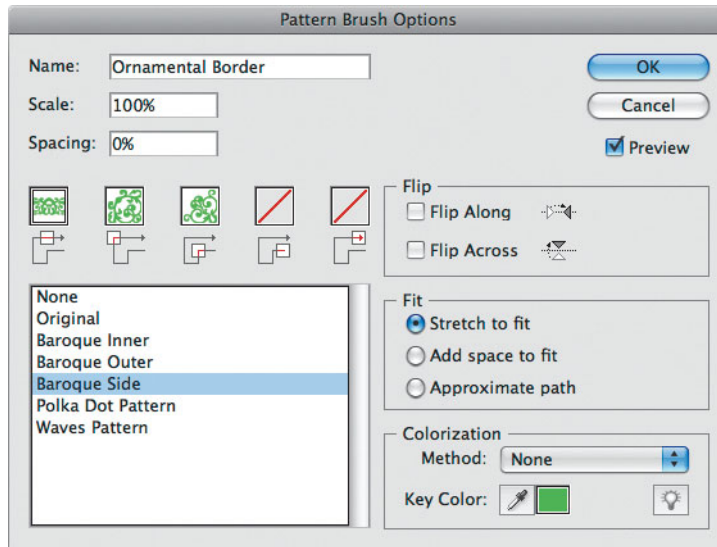 Pattern Brush Options
Name: Ornamental Border
Scale: 100%
Spacing: 0%
OK
Cancel
Preview
Flip
Flip Along
Flip Across
None
Original
Baroque Inner
Baroque Outer
Baroque Side
Polka Dot Pattern
Waves Pattern
Fit
Stretch to fit
Add space to fit
Approximate path
Colorization
Method: None
Key Color: